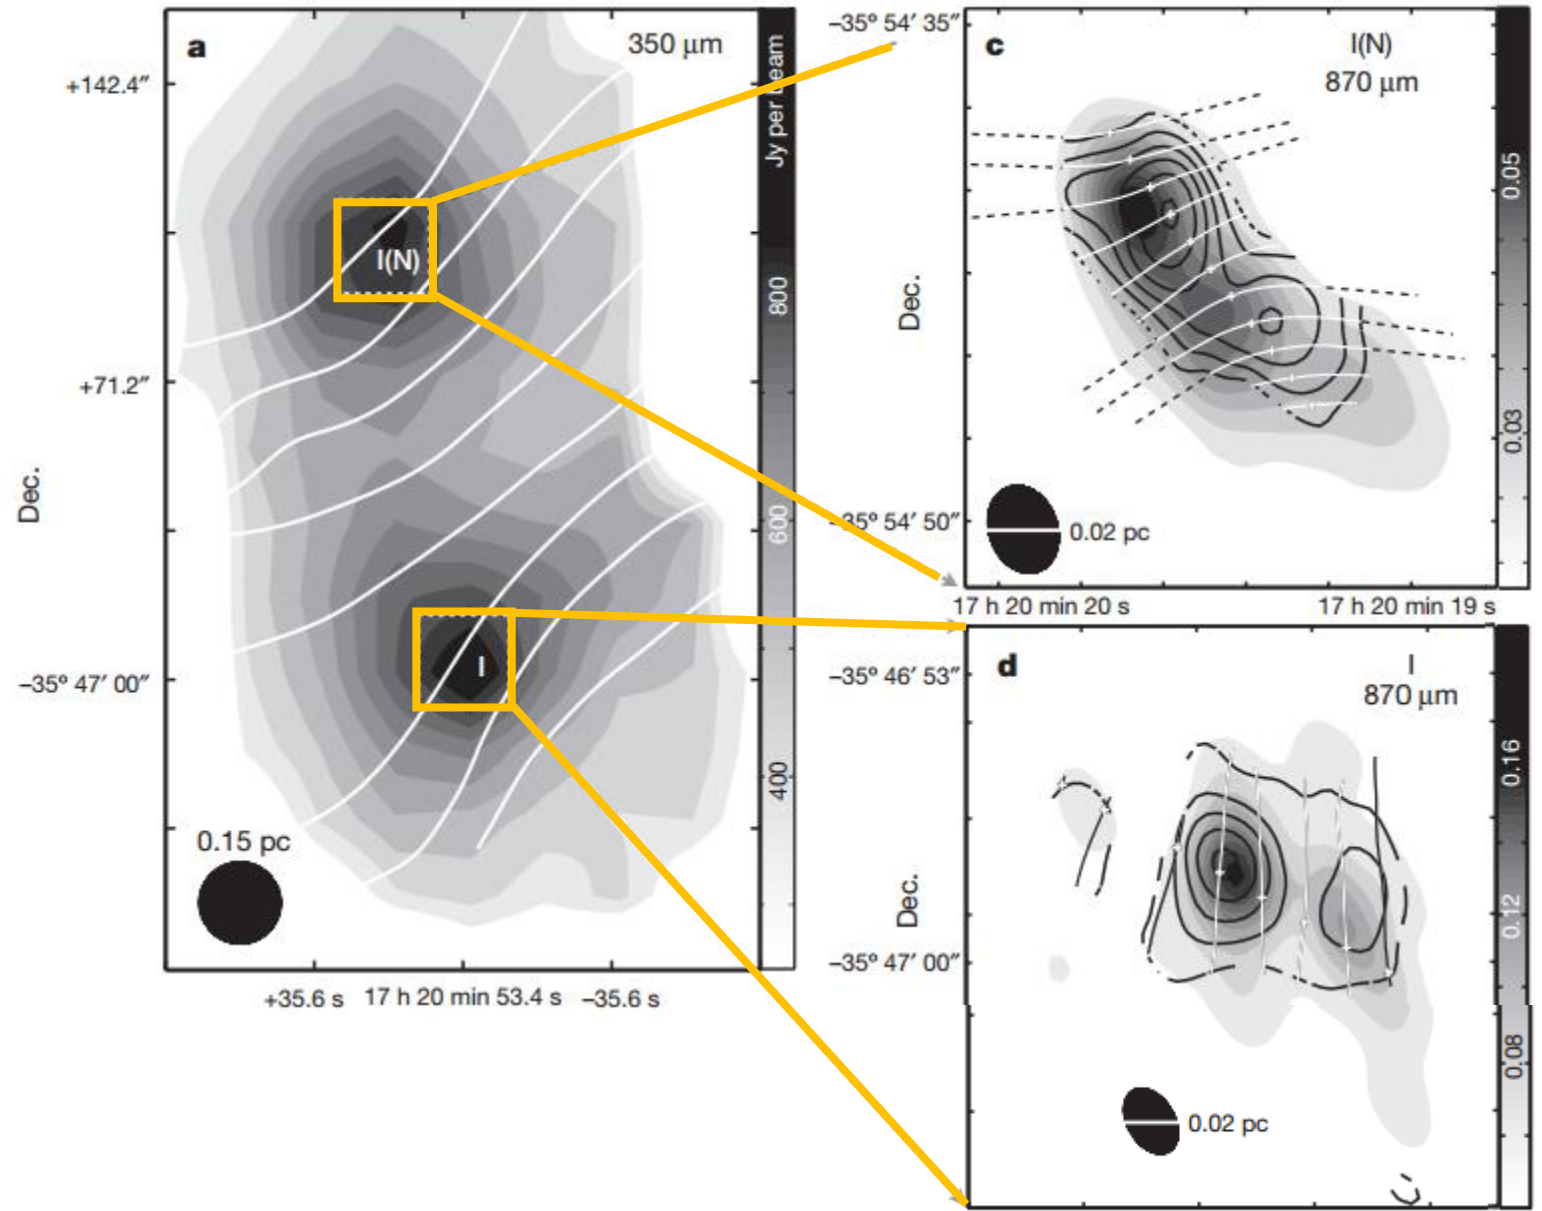 a
350 μm
Jy per beam
+142.4″
I(N)
800
+71.2″
Dec.
600
I
−35° 47′ 00″
400
0.15 pc
+35.6 s
17 h 20 min 53.4 s
−35.6 s
−35° 54′ 35″
c
I(N)
870 μm
0.05
Dec.
0.03
−35° 54′ 50″
0.02 pc
17 h 20 min 20 s
17 h 20 min 19 s
d
I
870 μm
−35° 46′ 53″
0.16
Dec.
0.12
−35° 47′ 00″
0.08
0.02 pc